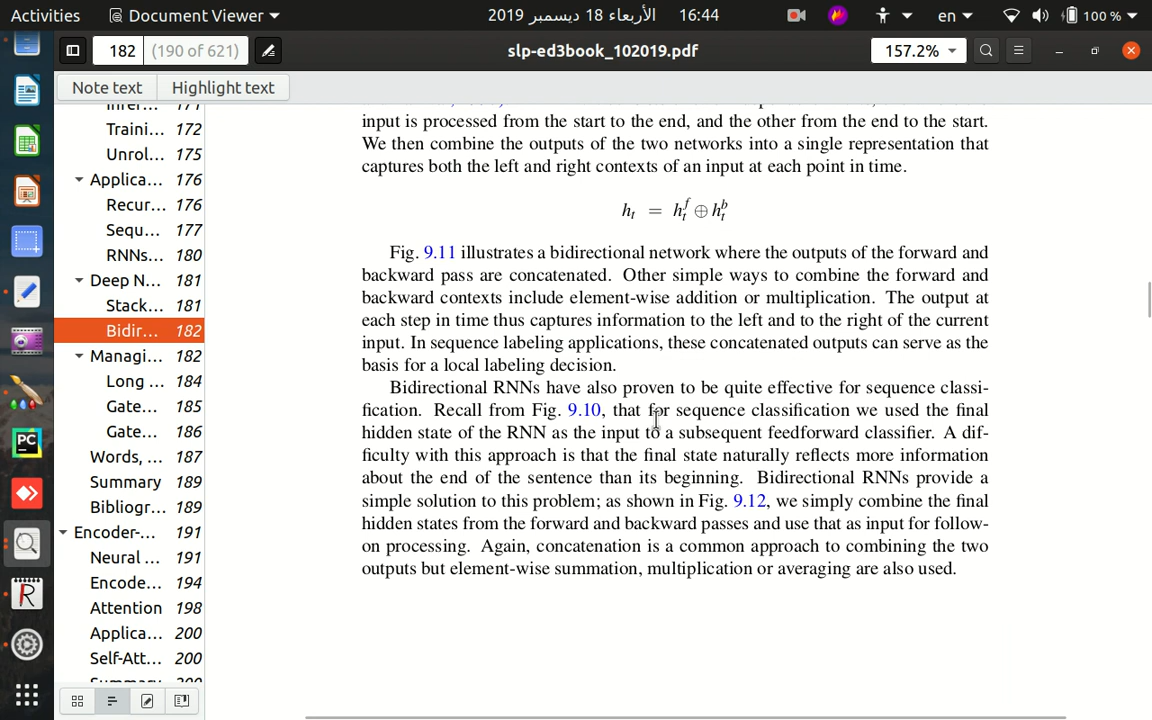 Activities Document Viewer الأربعاء 18 ديسمبر 2019 16:44 en 100 %
182 (190 of 621) slp-ed3book_102019.pdf 157.2%
Note text Highlight text
Traini... 172
Unrol... 175
Applica... 176
Recur... 176
Sequ... 177
RNNs... 180
Deep N... 181
Stack... 181
Bidir... 182
Managi... 182
Long ... 184
Gate... 185
Gate... 186
Words, ... 187
Summary 189
Bibliogr... 189
Encoder-... 191
Neural ... 191
Encode... 194
Attention 198
Applica... 200
Self-Att... 200
input is processed from the start to the end, and the other from the end to the start.
We then combine the outputs of the two networks into a single representation that
captures both the left and right contexts of an input at each point in time.
h_t = h_t^f ⊕ h_t^b
Fig. 9.11 illustrates a bidirectional network where the outputs of the forward and
backward pass are concatenated. Other simple ways to combine the forward and
backward contexts include element-wise addition or multiplication. The output at
each step in time thus captures information to the left and to the right of the current
input. In sequence labeling applications, these concatenated outputs can serve as the
basis for a local labeling decision.
Bidirectional RNNs have also proven to be quite effective for sequence classi-
fication. Recall from Fig. 9.10, that for sequence classification we used the final
hidden state of the RNN as the input to a subsequent feedforward classifier. A dif-
ficulty with this approach is that the final state naturally reflects more information
about the end of the sentence than its beginning. Bidirectional RNNs provide a
simple solution to this problem; as shown in Fig. 9.12, we simply combine the final
hidden states from the forward and backward passes and use that as input for follow-
on processing. Again, concatenation is a common approach to combining the two
outputs but element-wise summation, multiplication or averaging are also used.